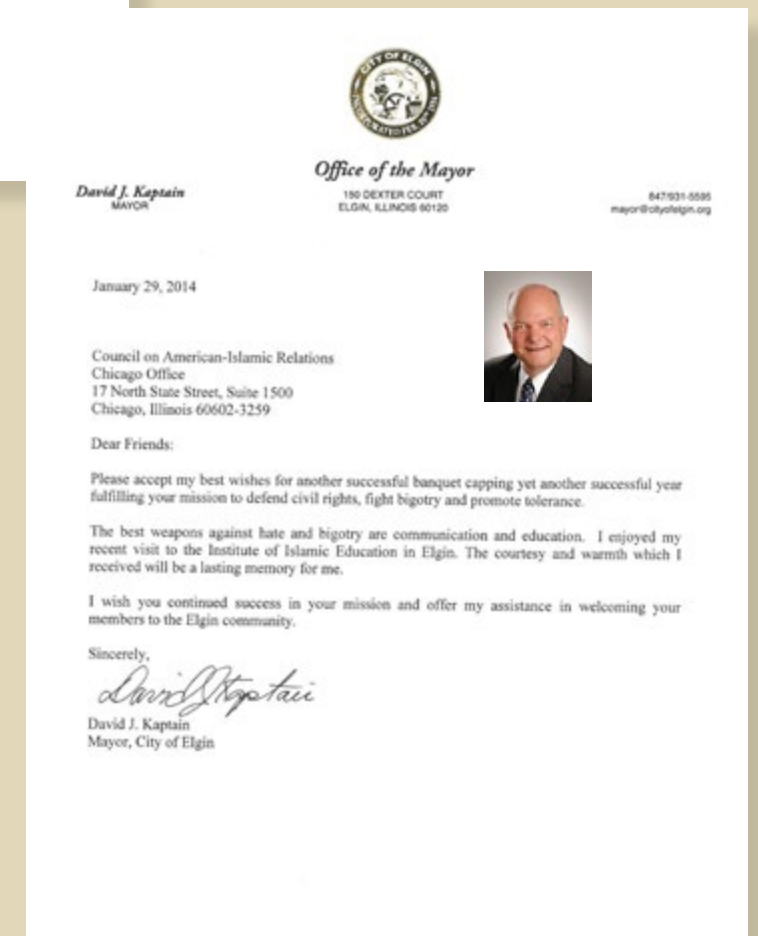 CITY OF ELGIN
INCORPORATED FEB.
Office of the Mayor
David J. Kaptain
MAYOR
150 DEXTER COURT
ELGIN, ILLINOIS 60120
847/931-5595
mayor@cityofelgin.org
January 29, 2014
Council on American-Islamic Relations
Chicago Office
17 North State Street, Suite 1500
Chicago, Illinois 60602-3259
Dear Friends:
Please accept my best wishes for another successful banquet capping yet another successful year
fulfilling your mission to defend civil rights, fight bigotry and promote tolerance.
The best weapons against hate and bigotry are communication and education. I enjoyed my
recent visit to the Institute of Islamic Education in Elgin. The courtesy and warmth which I
received will be a lasting memory for me.
I wish you continued success in your mission and offer my assistance in welcoming your
members to the Elgin community.
Sincerely,
David J Kaptain
David J. Kaptain
Mayor, City of Elgin